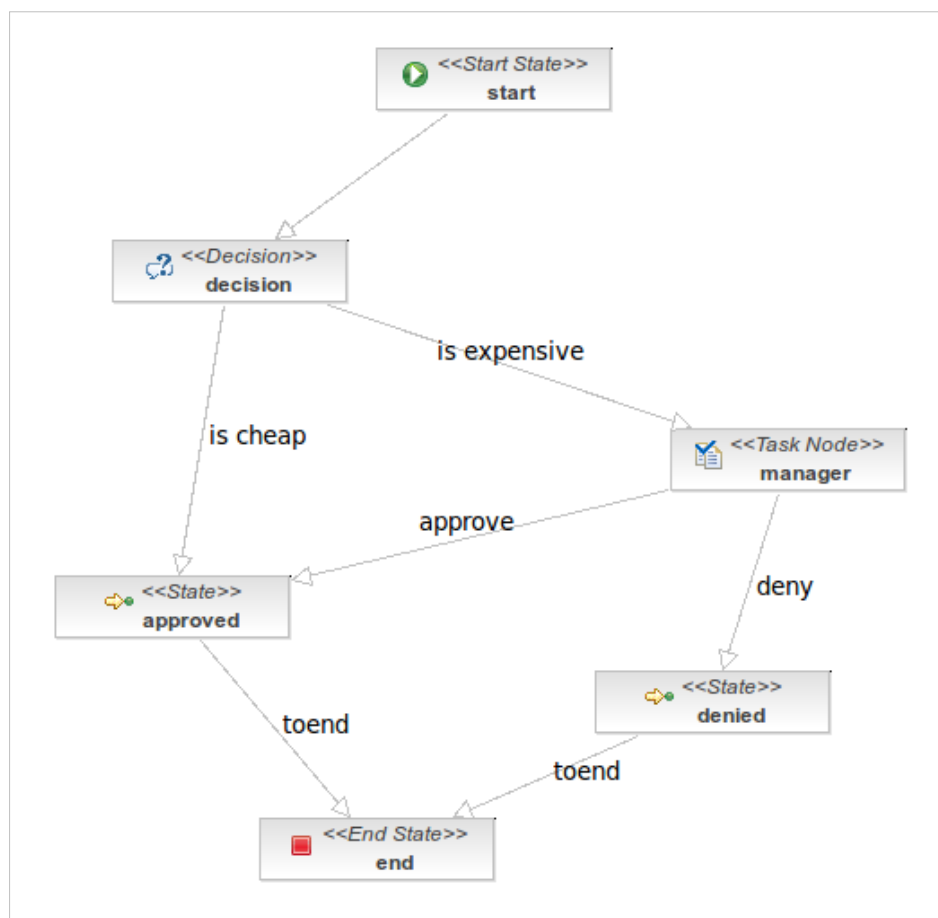 <<Start State>>
start
<<Decision>>
decision
is expensive
is cheap
<<Task Node>>
manager
approve
deny
<<State>>
approved
<<State>>
denied
toend
toend
<<End State>>
end